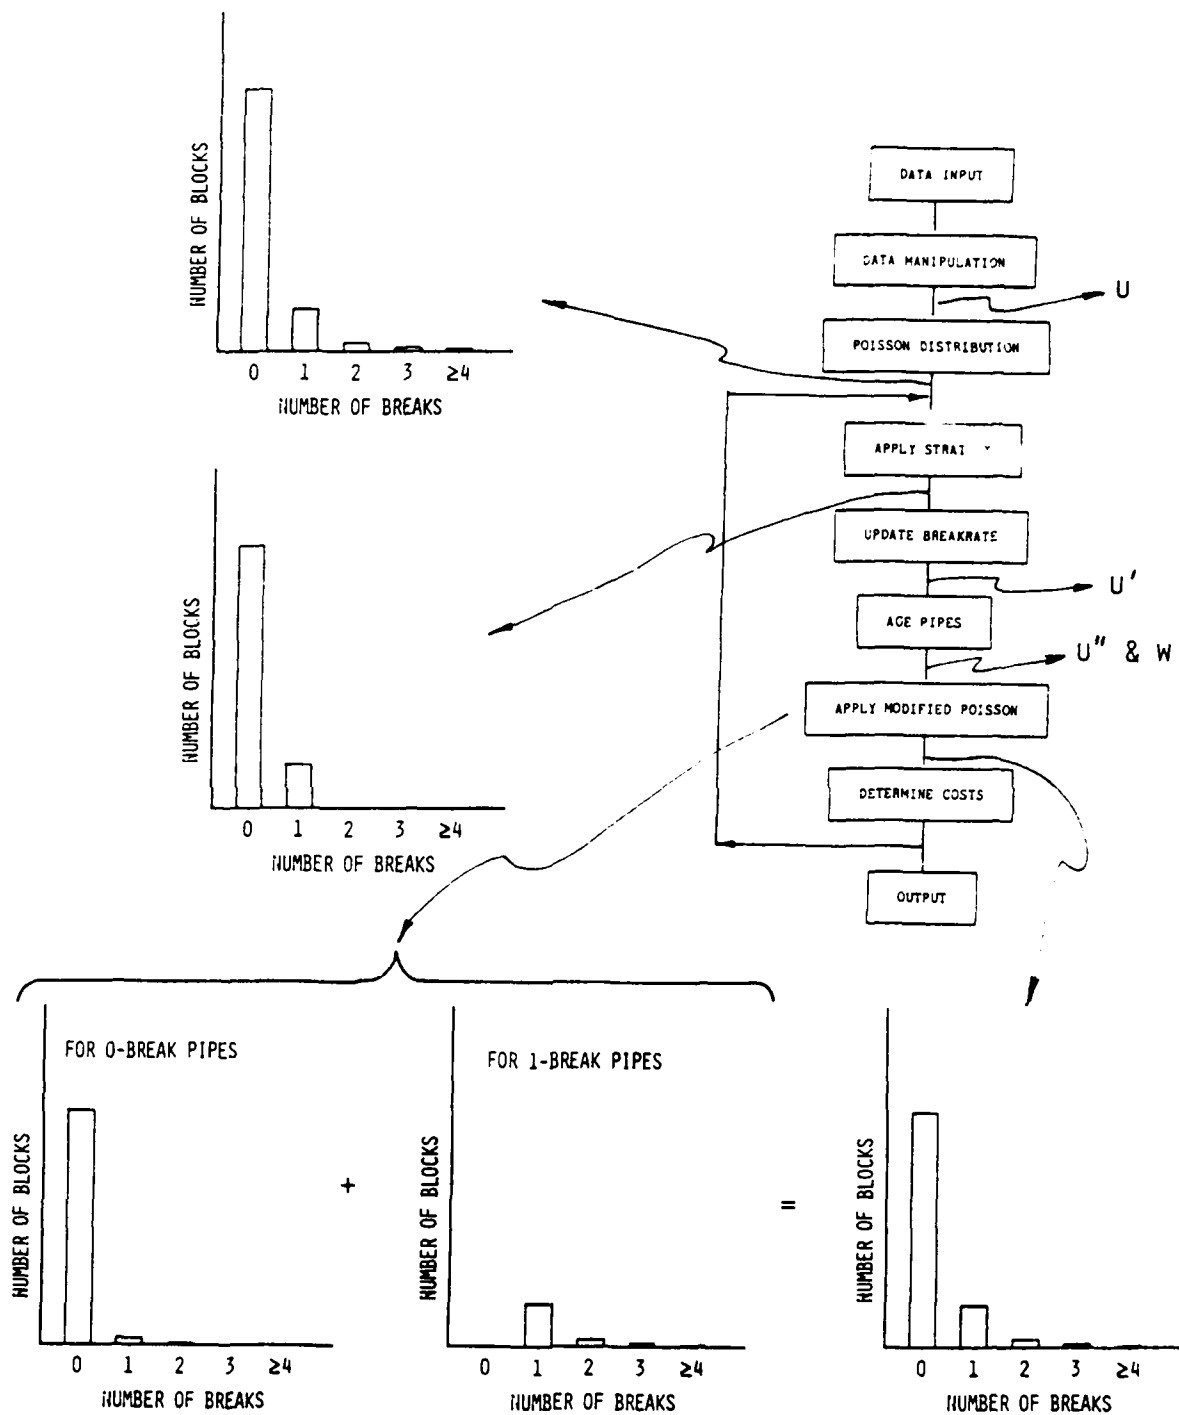 NUMBER OF BLOCKS
0 1 2 3 ≥4
NUMBER OF BREAKS
DATA INPUT
DATA MANIPULATION
U
POISSON DISTRIBUTION
APPLY
UPDATE BREAKRATE
U'
AGE PIPES
U" & W
APPLY MODIFIED POISSON
DETERMINE COSTS
OUTPUT
NUMBER OF BLOCKS
0 1 2 3 ≥4
NUMBER OF BREAKS
FOR 0-BREAK PIPES
NUMBER OF BLOCKS
0 1 2 3 ≥4
NUMBER OF BREAKS
+
FOR 1-BREAK PIPES
NUMBER OF BLOCKS
0 1 2 3 ≥4
NUMBER OF BREAKS
=
NUMBER OF BLOCKS
0 1 2 3 ≥4
NUMBER OF BREAKS